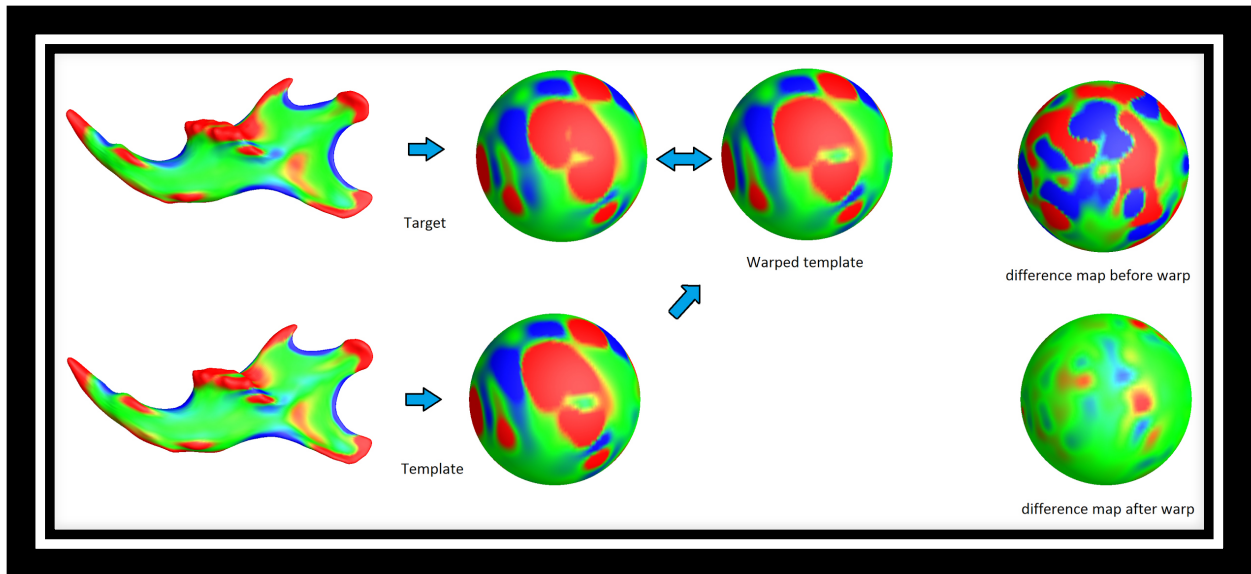 Target
Warped template
difference map before warp
Template
difference map after warp